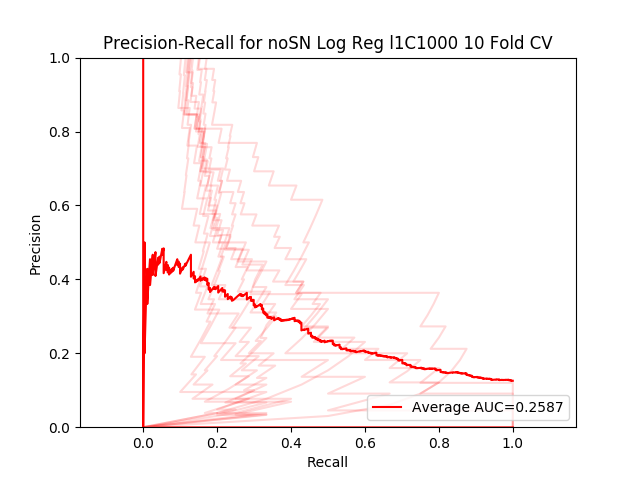 Precision-Recall for noSN Log Reg l1C1000 10 Fold CV
1.0
0.8
0.6
0.4
0.2
0.0
Precision
0.0 0.2 0.4 0.6 0.8 1.0
Recall
Average AUC=0.2587